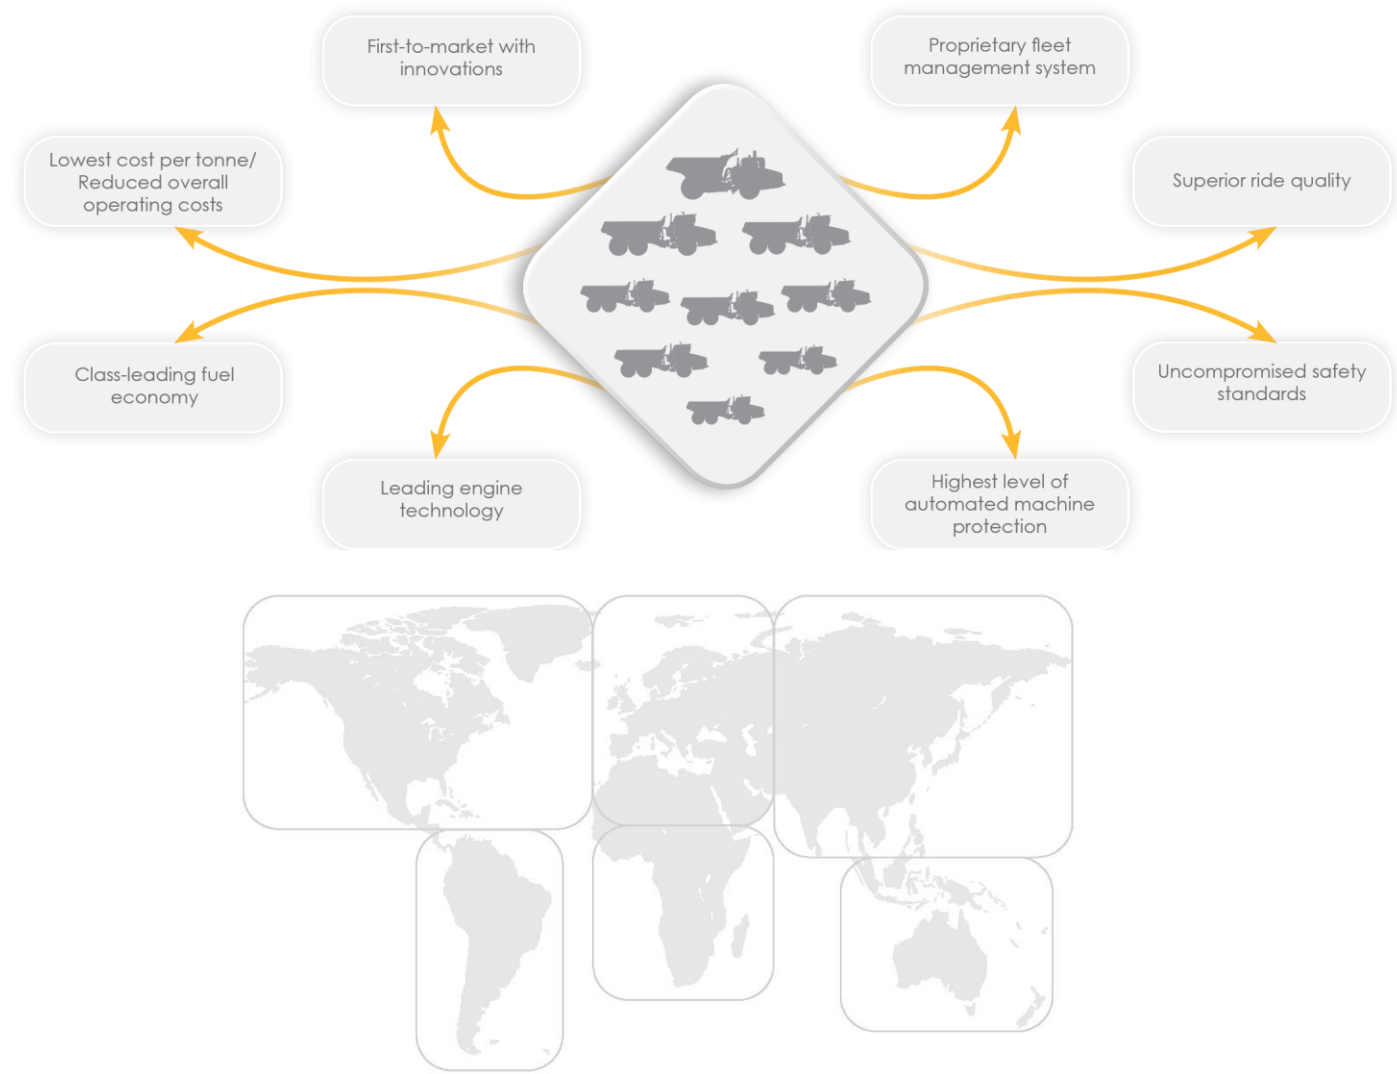 First-to-market with
innovations
Proprietary fleet
management system
Lowest cost per tonne/
Reduced overall
operating costs
Superior ride quality
Class-leading fuel
economy
Uncompromised safety
standards
Leading engine
technology
Highest level of
automated machine
protection